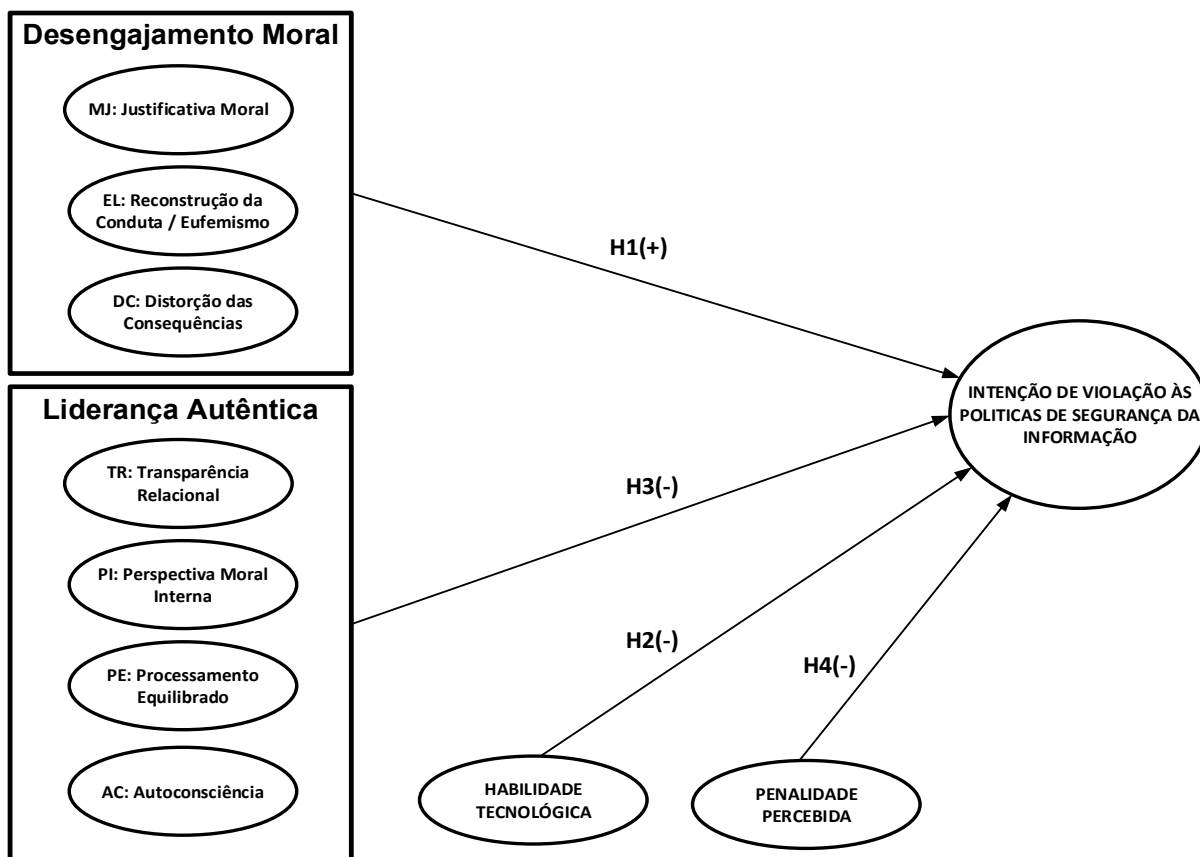 Desengajamento Moral
MJ: Justificativa Moral
EL: Reconstrução da
Conduta / Eufemismo
DC: Distorção das
Consequências
H1(+)
INTENÇÃO DE VIOLAÇÃO ÀS
POLITICAS DE SEGURANÇA DA
INFORMAÇÃO
Liderança Autêntica
TR: Transparência
Relacional
PI: Perspectiva Moral
Interna
PE: Processamento
Equilibrado
AC: Autoconsciência
H3(-)
H2(-)
H4(-)
HABILIDADE
TECNOLÓGICA
PENALIDADE
PERCEBIDA